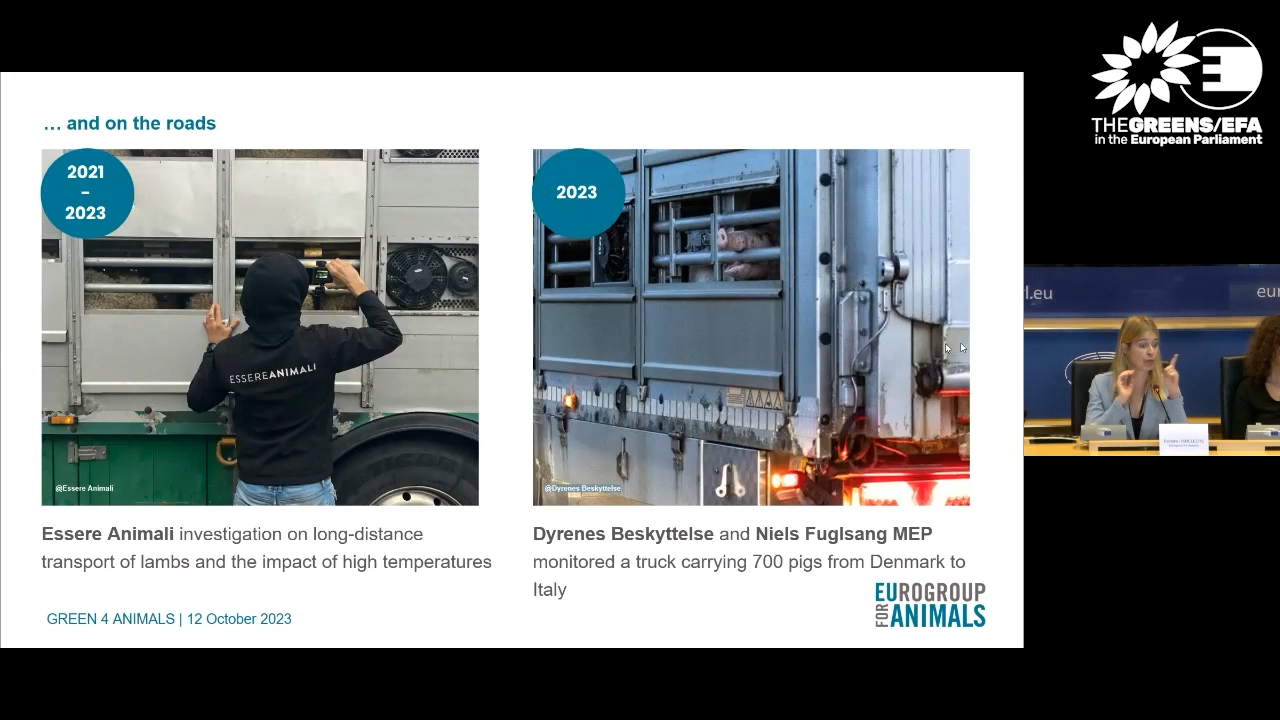 … and on the roads
2021
–
2023
2023
ESSEREANIMALI
@Essere Animali
@Dyrenes Beskyttelse
Essere Animali investigation on long-distance
transport of lambs and the impact of high temperatures
Dyrenes Beskyttelse and Niels Fuglsang MEP
monitored a truck carrying 700 pigs from Denmark to
Italy
GREEN 4 ANIMALS | 12 October 2023
EUROGROUP
FOR ANIMALS
THE GREENS/EFA
in the European Parliament
l.eu
eur